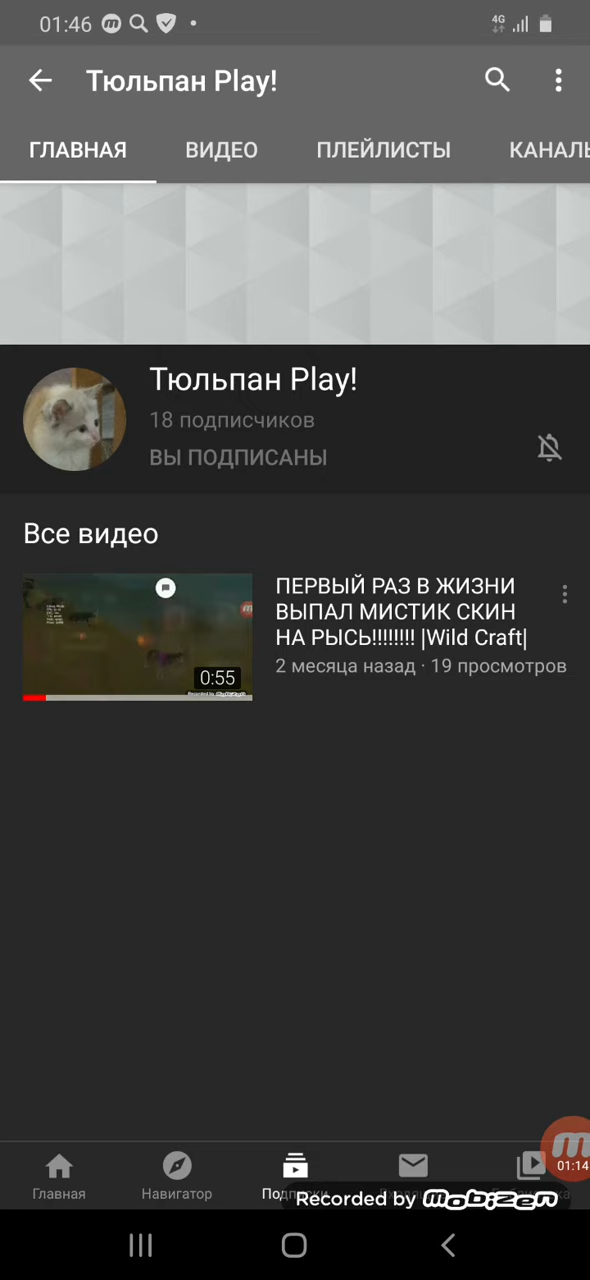 01:46
4G
Тюльпан Play!
ГЛАВНАЯ ВИДЕО ПЛЕЙЛИСТЫ КАНАЛЬ
Тюльпан Play!
18 подписчиков
ВЫ ПОДПИСАНЫ
Все видео
ПЕРВЫЙ РАЗ В ЖИЗНИ
ВЫПАЛ МИСТИК СКИН
НА РЫСЬ!!!!!!!! |Wild Craft|
2 месяца назад · 19 просмотров
0:55
01:14
Главная Навигатор
Recorded by mobizen